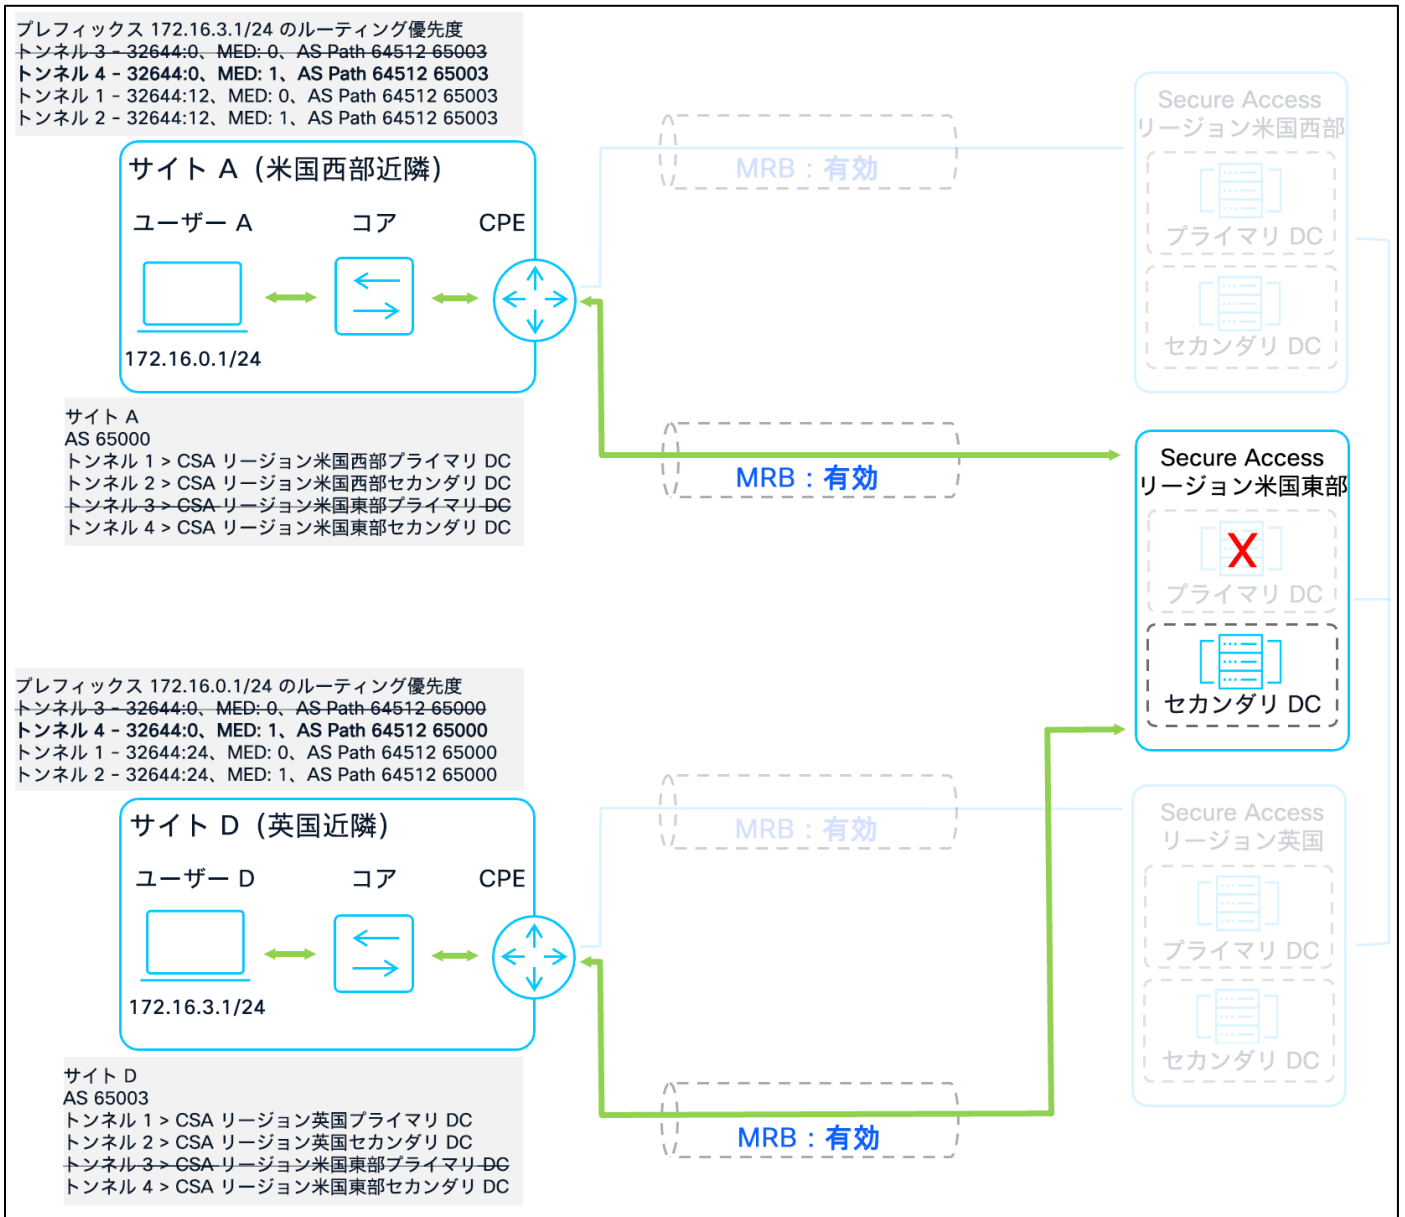 プレフィックス 172.16.3.1/24 のルーティング優先度
トンネル 3 - 32644:0、MED: 0、AS Path 64512 65003
トンネル 4 - 32644:0、MED: 1、AS Path 64512 65003
トンネル 1 - 32644:12、MED: 0、AS Path 64512 65003
トンネル 2 - 32644:12、MED: 1、AS Path 64512 65003
サイト A（米国西部近隣）
ユーザー A
コア
CPE
172.16.0.1/24
サイト A
AS 65000
トンネル 1 > CSA リージョン米国西部プライマリ DC
トンネル 2 > CSA リージョン米国西部セカンダリ DC
トンネル 3 > CSA リージョン米国東部プライマリ DC
トンネル 4 > CSA リージョン米国東部セカンダリ DC
MRB：有効
MRB：有効
Secure Access
リージョン米国西部
プライマリ DC
セカンダリ DC
Secure Access
リージョン米国東部
X
プライマリ DC
セカンダリ DC
プレフィックス 172.16.0.1/24 のルーティング優先度
トンネル 3 - 32644:0、MED: 0、AS Path 64512 65000
トンネル 4 - 32644:0、MED: 1、AS Path 64512 65000
トンネル 1 - 32644:24、MED: 0、AS Path 64512 65000
トンネル 2 - 32644:24、MED: 1、AS Path 64512 65000
サイト D（英国近隣）
ユーザー D
コア
CPE
172.16.3.1/24
サイト D
AS 65003
トンネル 1 > CSA リージョン英国プライマリ DC
トンネル 2 > CSA リージョン英国セカンダリ DC
トンネル 3 > CSA リージョン米国東部プライマリ DC
トンネル 4 > CSA リージョン米国東部セカンダリ DC
MRB：有効
MRB：有効
Secure Access
リージョン英国
プライマリ DC
セカンダリ DC